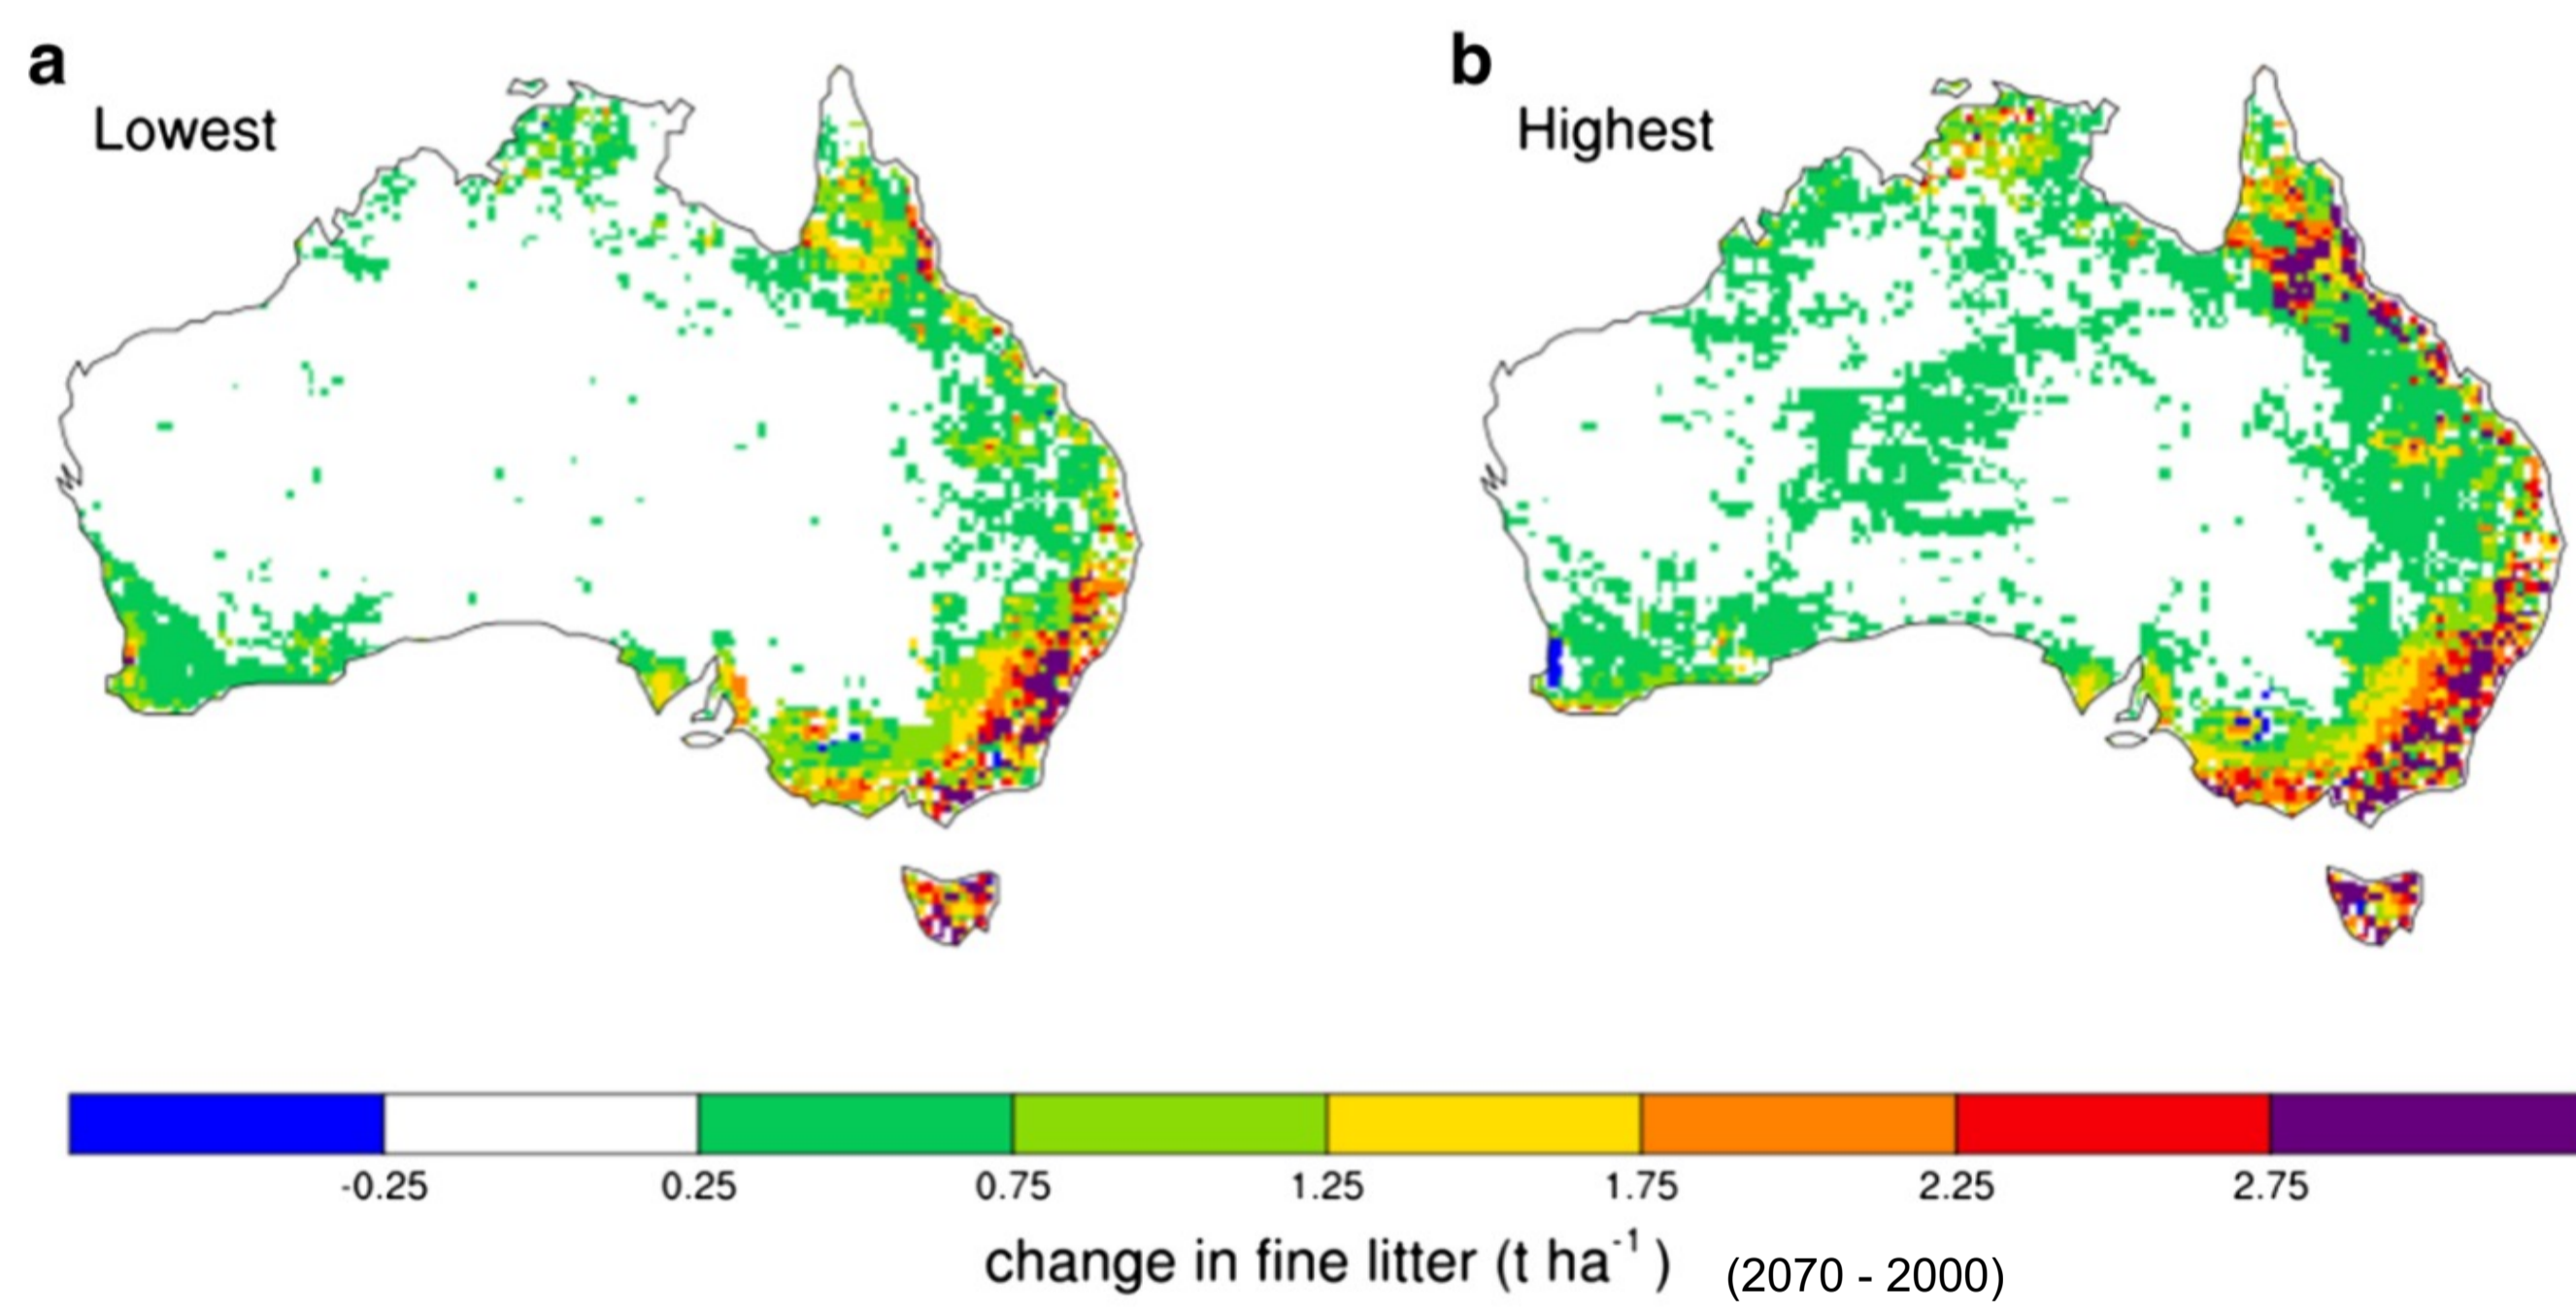 a
Lowest
b
Highest
-0.25 0.25 0.75 1.25 1.75 2.25 2.75
change in fine litter (t ha⁻¹) (2070 - 2000)